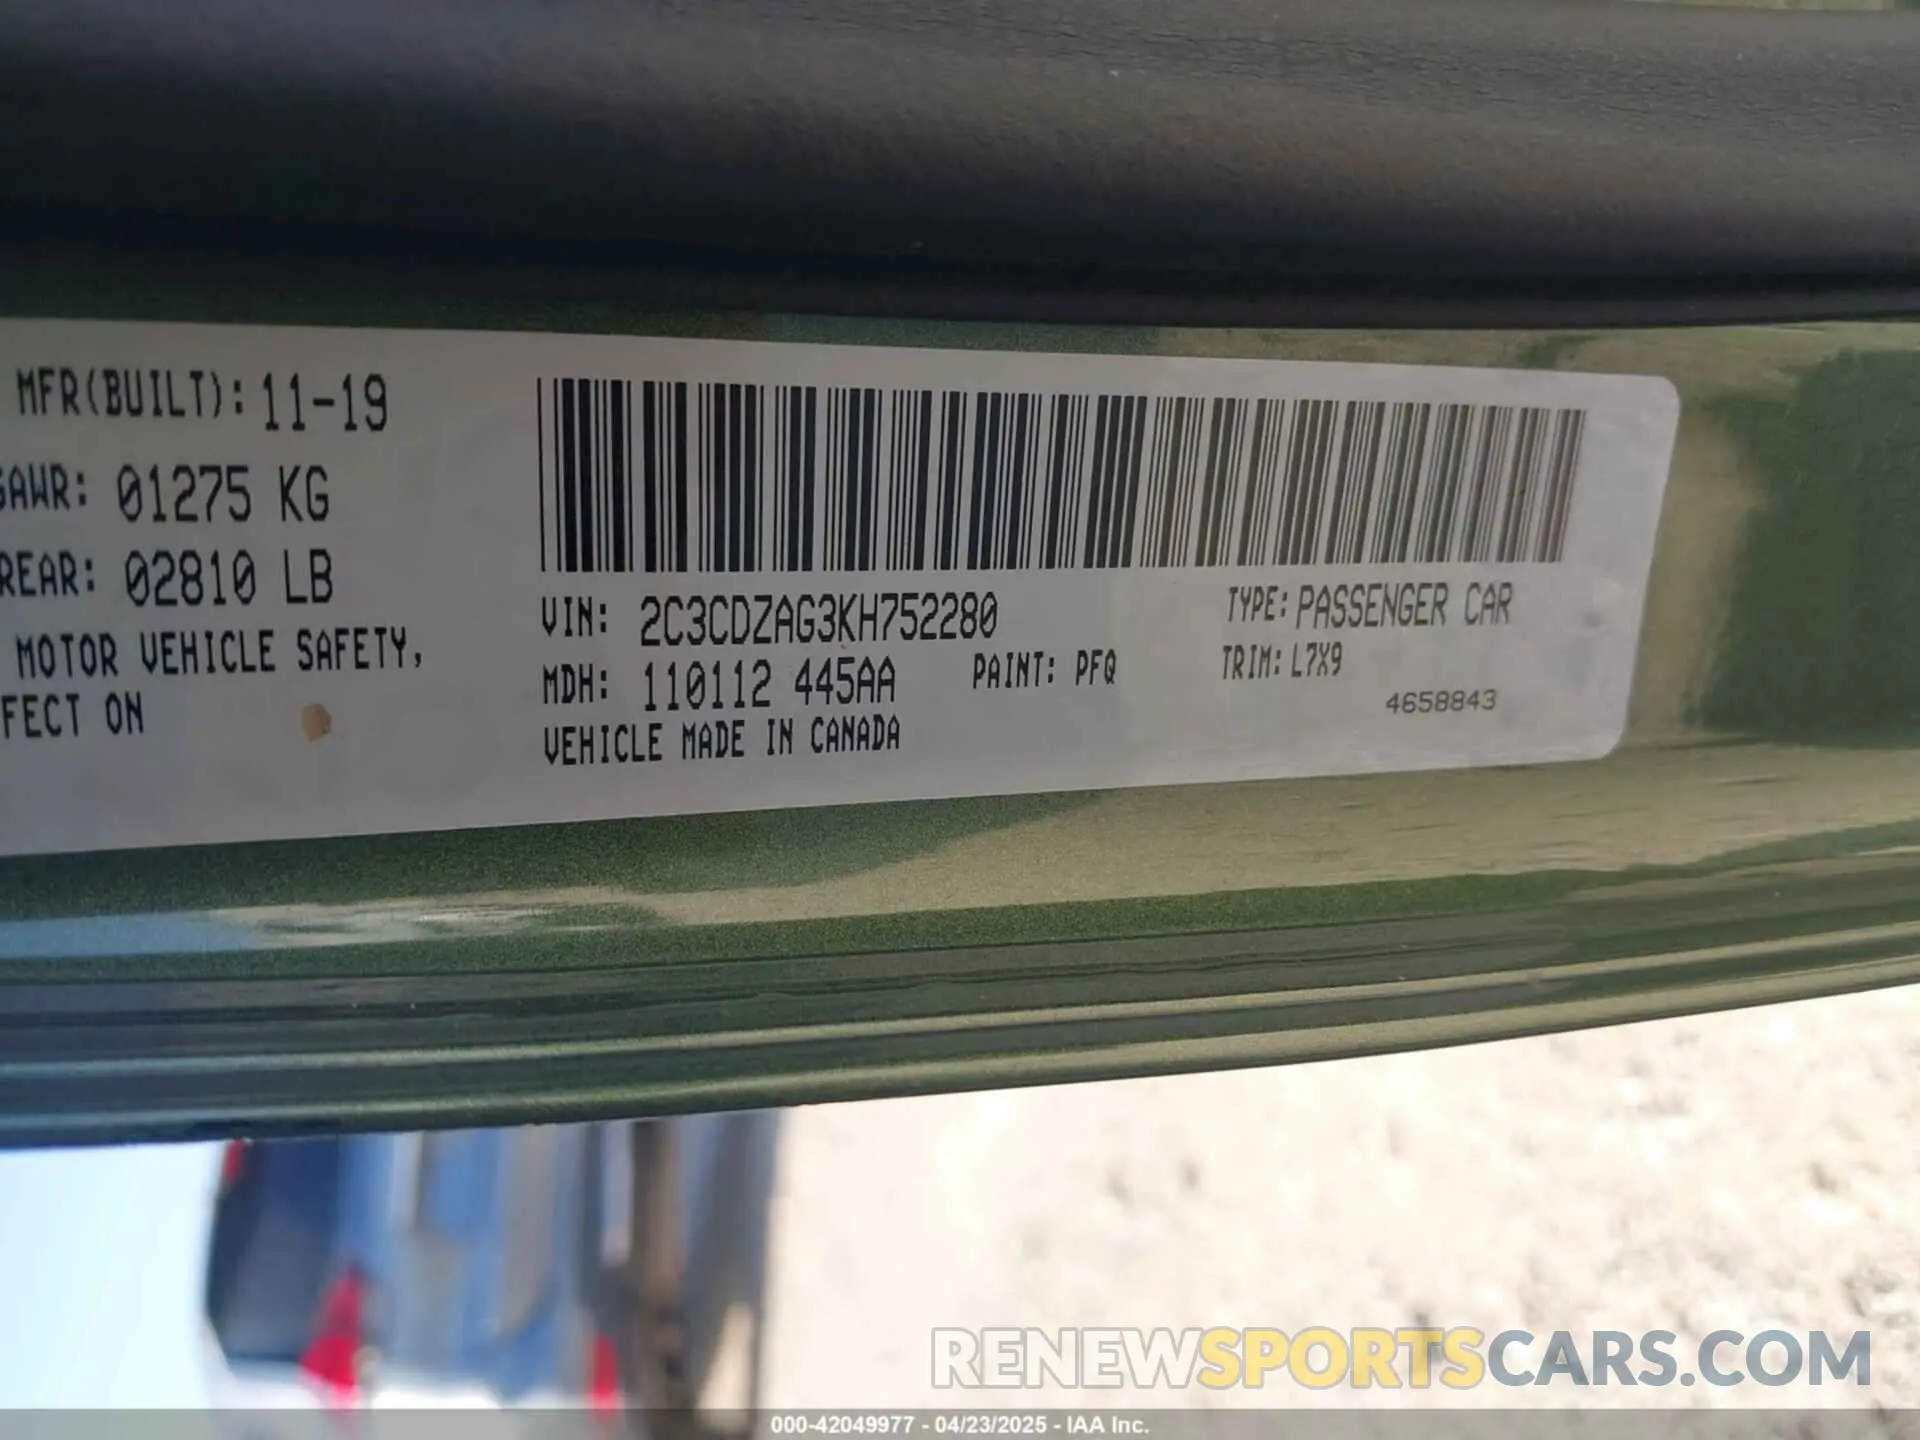 MFR(BUILT): 11-19
GAWR: 01275 KG
REAR: 02810 LB
MOTOR VEHICLE SAFETY,
FECT ON
VIN: 2C3CDZAG3KH752280
TYPE: PASSENGER CAR
MDH: 110112 445AA
PAINT: PFQ
TRIM: L7X9
4658843
VEHICLE MADE IN CANADA
RENEWSPORTSCARS.COM
000-42049977 - 04/23/2025 - IAA Inc.